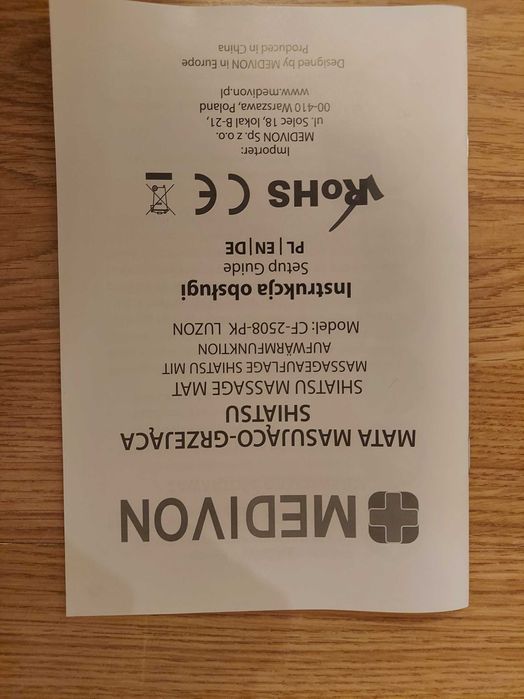 MEDIVON
MATA MASUJĄCO-GRZEJĄCA
SHIATSU
SHIATSU MASSAGE MAT
MASSAGEAUFLAGE SHIATSU MIT
AUFWÄRMFUNKTION
Model: CF-2508-PK LUZON
Instrukcja obsługi
Setup Guide
PL | EN | DE
RoHS CE
Importer:
MEDIVON Sp. z o.o.
ul. Solec 18, lokal B-21,
00-410 Warszawa, Poland
www.medivon.pl
Designed by MEDIVON in Europe
Produced in China